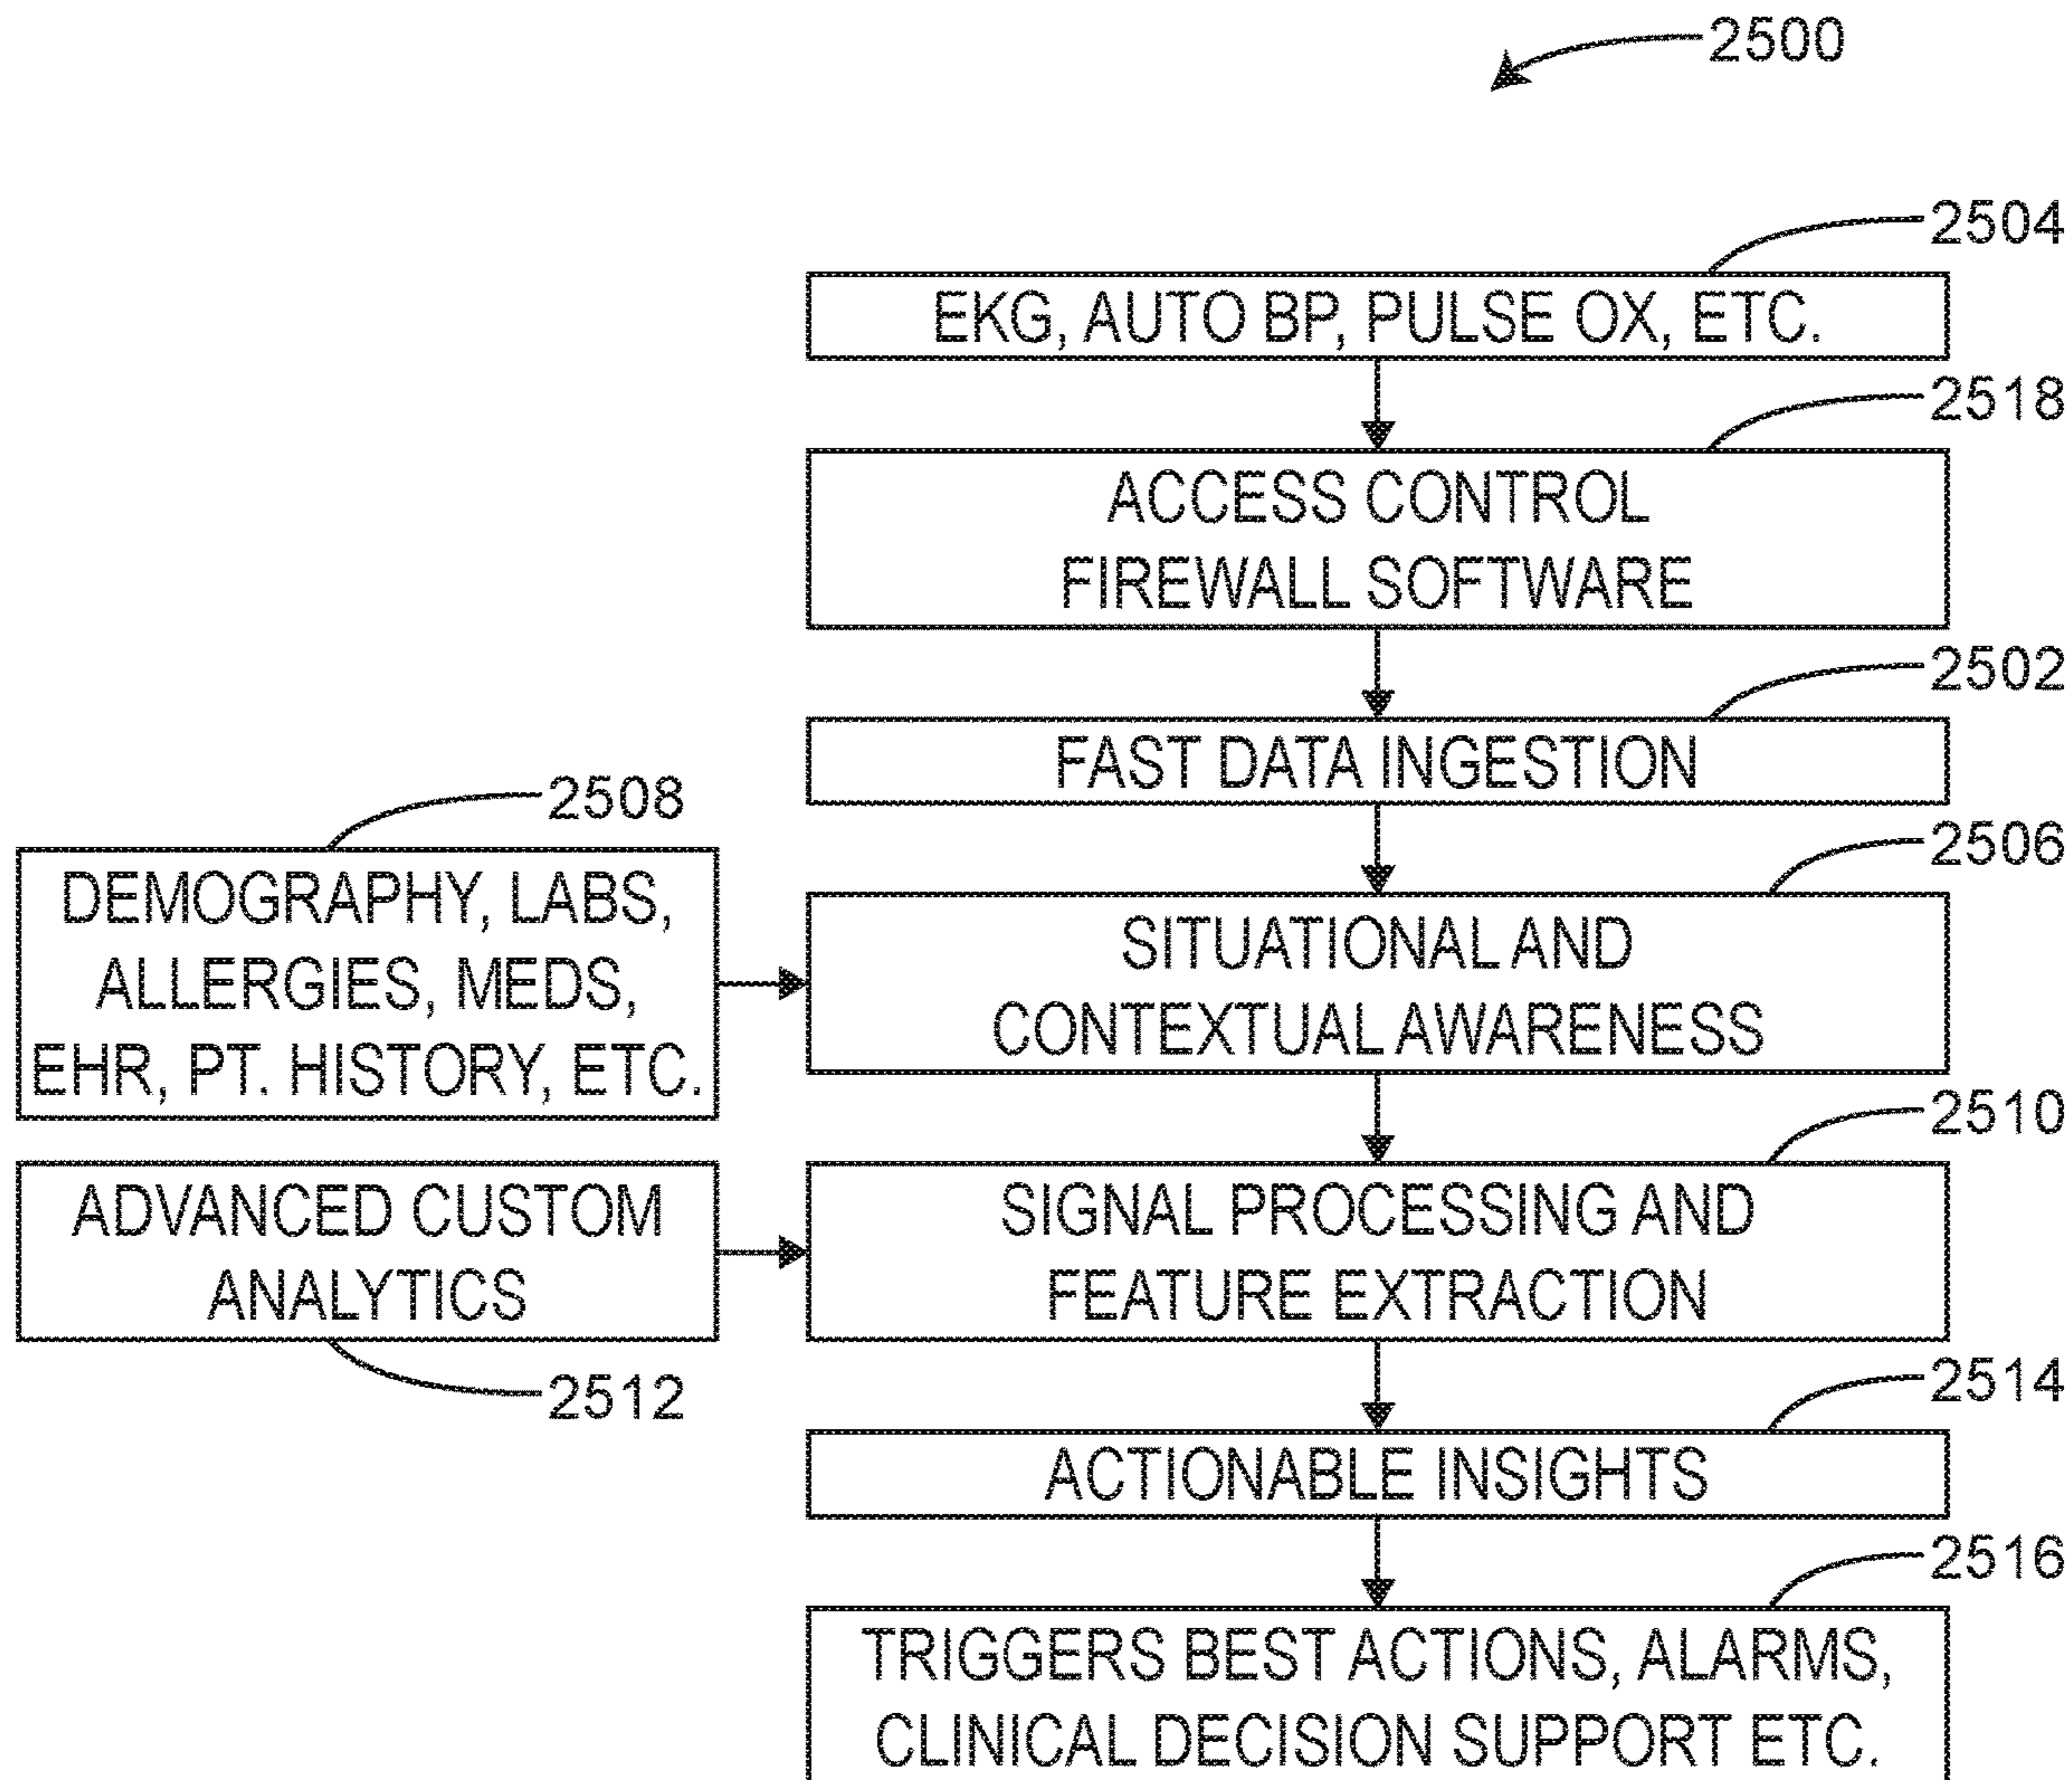 2500
2504
EKG, AUTO BP, PULSE OX, ETC.
2518
ACCESS CONTROL
FIREWALL SOFTWARE
2502
FAST DATA INGESTION
2508
DEMOGRAPHY, LABS,
ALLERGIES, MEDS,
EHR, PT. HISTORY, ETC.
2506
SITUATIONAL AND
CONTEXTUAL AWARENESS
2510
ADVANCED CUSTOM
ANALYTICS
2512
SIGNAL PROCESSING AND
FEATURE EXTRACTION
2514
ACTIONABLE INSIGHTS
2516
TRIGGERS BEST ACTIONS, ALARMS,
CLINICAL DECISION SUPPORT ETC.